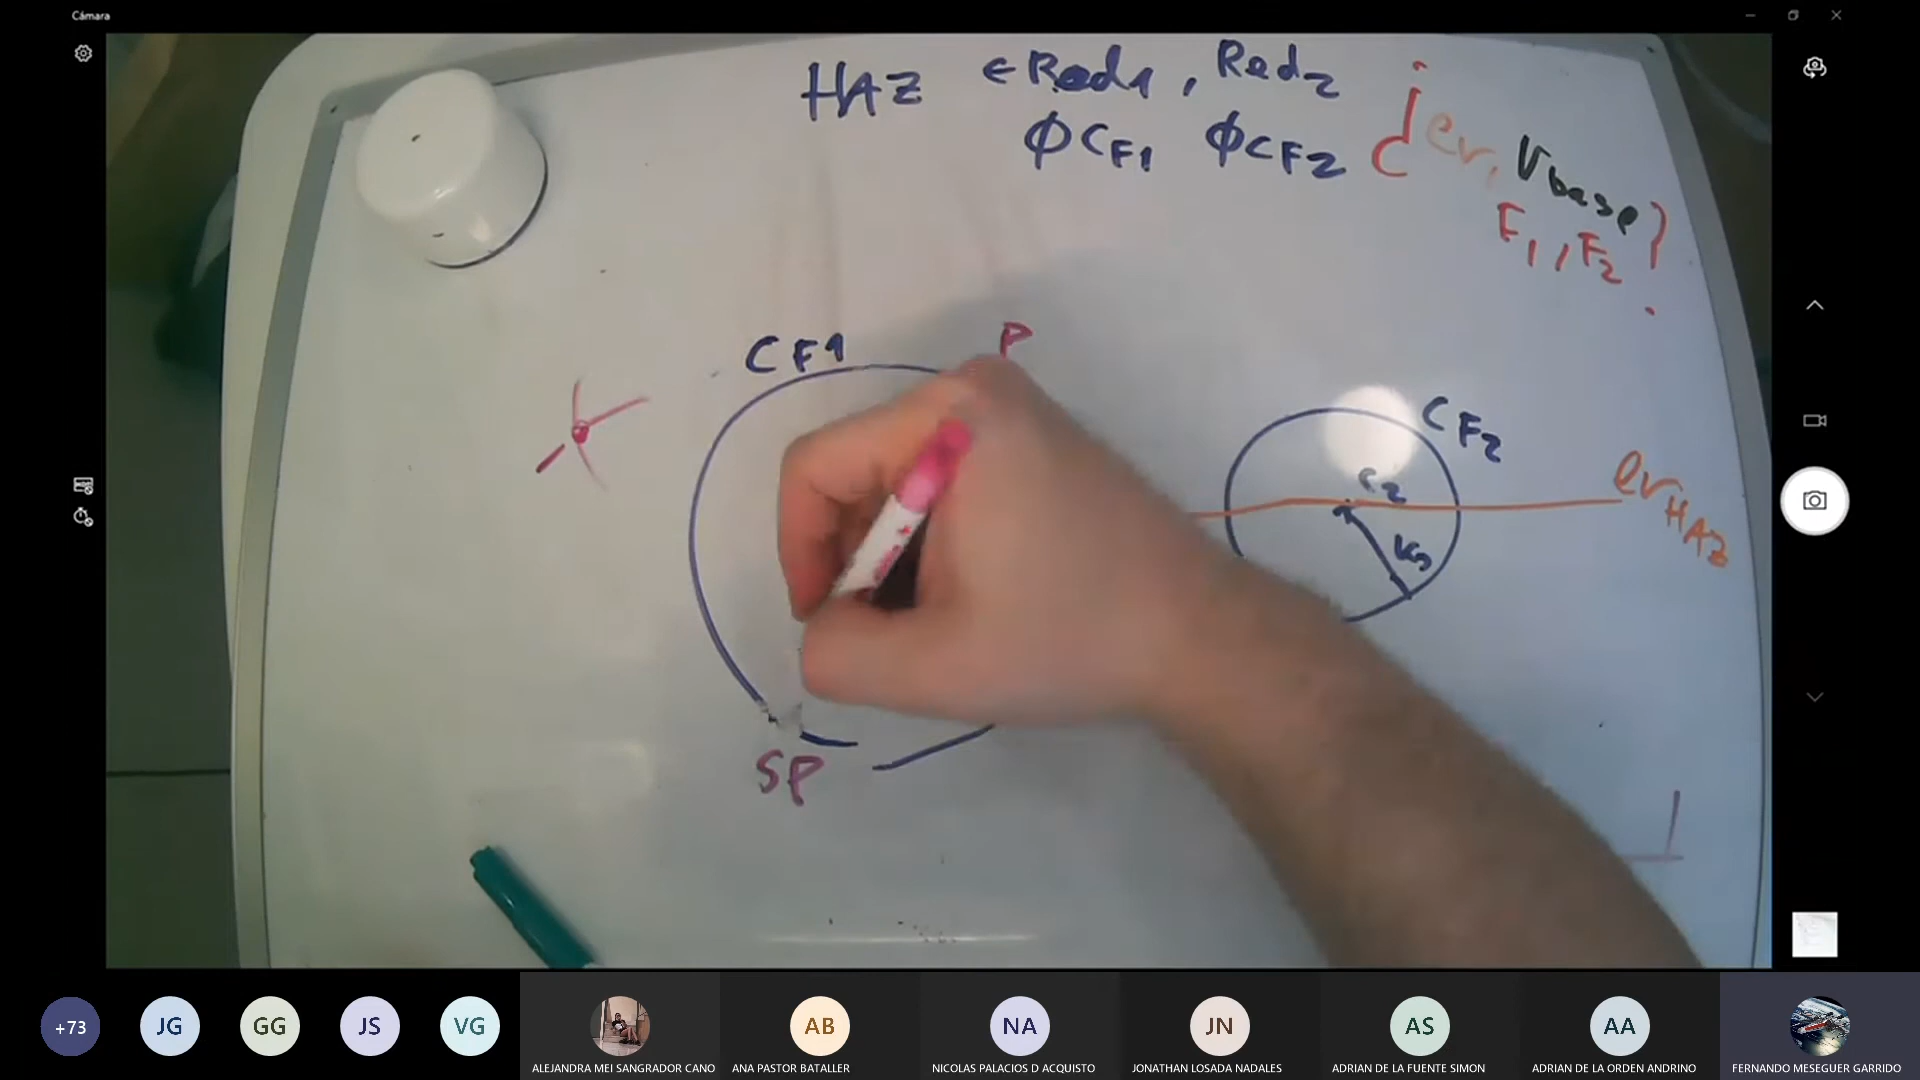 Cámara
HAZ ∈ Red1, Red2
ϕCF1 ϕCF2 ¿er, Vbase
F1, F2?
CF1
P
CF2
C2
K2
erHAZ
SP
+73
JG
GG
JS
VG
ALEJANDRA MEI SANGRADOR CANO
AB
ANA PASTOR BATALLER
NA
NICOLAS PALACIOS D ACQUISTO
JN
JONATHAN LOSADA NADALES
AS
ADRIAN DE LA FUENTE SIMON
AA
ADRIAN DE LA ORDEN ANDRINO
FERNANDO MESEGUER GARRIDO